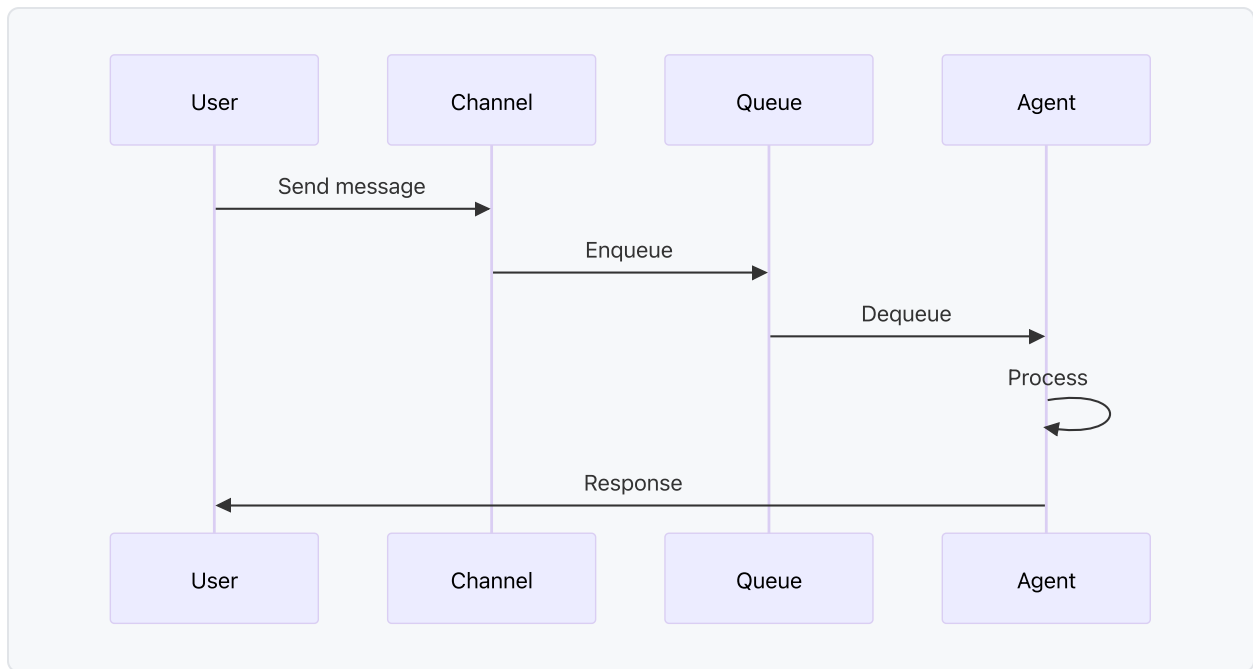 User
Channel
Queue
Agent
Send message
Enqueue
Dequeue
Process
Response
User
Channel
Queue
Agent